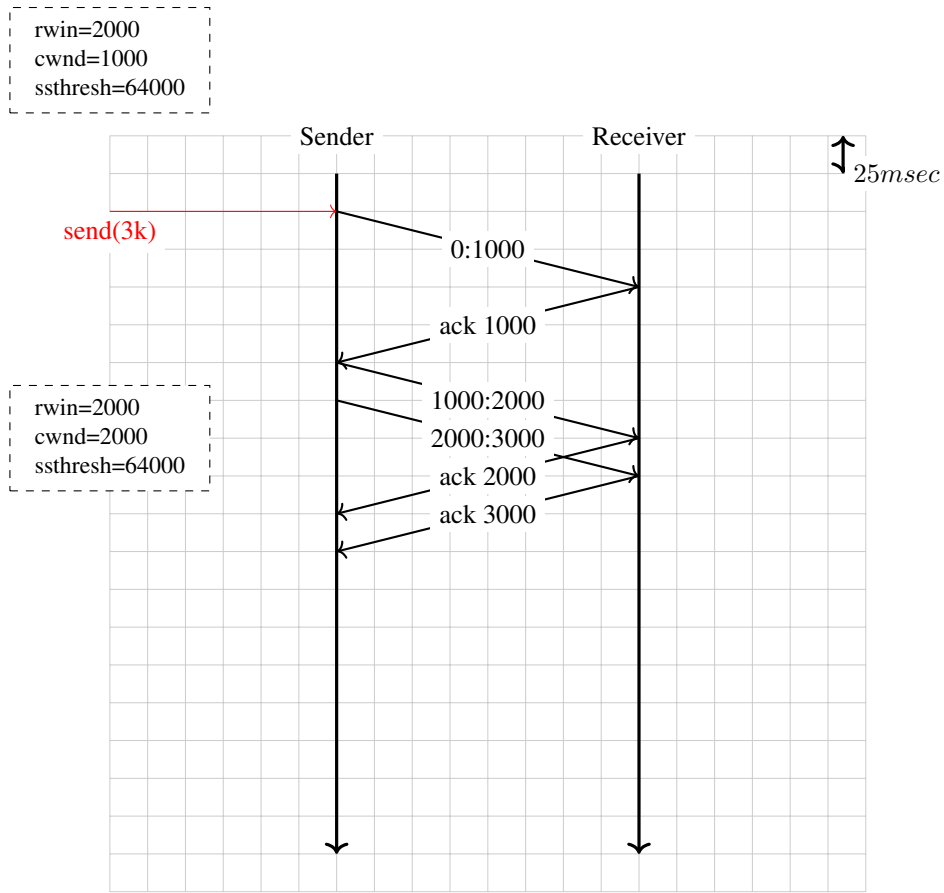 rwin=2000
cwnd=1000
ssthresh=64000
Sender
Receiver
25msec
send(3k)
0:1000
ack 1000
rwin=2000
cwnd=2000
ssthresh=64000
1000:2000
2000:3000
ack 2000
ack 3000